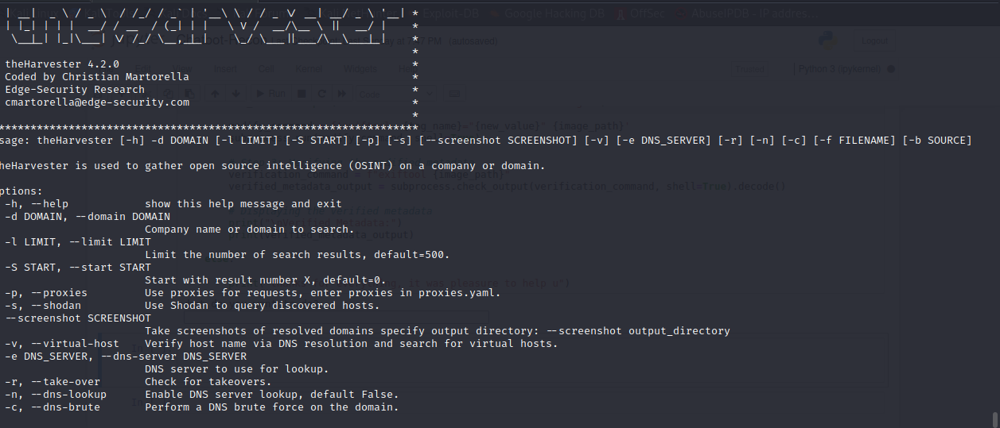 Exploit-DB Google Hacking DB OffSec AbuseIPDB - IP addres...
*
*
*
*
theHarvester 4.2.0 *
Coded by Christian Martorella *
Edge-Security Research *
cmartorella@edge-security.com *
*
*******************************************************************
sage: theHarvester [-h] -d DOMAIN [-l LIMIT] [-S START] [-p] [-s] [--screenshot SCREENSHOT] [-v] [-e DNS_SERVER] [-r] [-n] [-c] [-f FILENAME] [-b SOURCE]
heHarvester is used to gather open source intelligence (OSINT) on a company or domain.
verified_metadata_output = subprocess.check_output(verification_command, shell=True).decode()
ptions:
-h, --help show this help message and exit
-d DOMAIN, --domain DOMAIN
Company name or domain to search.
-l LIMIT, --limit LIMIT
Limit the number of search results, default=500.
-S START, --start START
Start with result number X, default=0.
-p, --proxies Use proxies for requests, enter proxies in proxies.yaml.
-s, --shodan Use Shodan to query discovered hosts.
--screenshot SCREENSHOT
Take screenshots of resolved domains specify output directory: --screenshot output_directory
-v, --virtual-host Verify host name via DNS resolution and search for virtual hosts.
-e DNS_SERVER, --dns-server DNS_SERVER
DNS server to use for lookup.
-r, --take-over Check for takeovers.
-n, --dns-lookup Enable DNS server lookup, default False.
-c, --dns-brute Perform a DNS brute force on the domain.